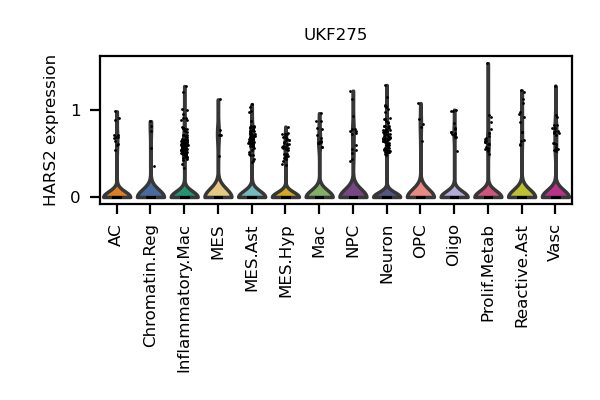 UKF275
HARS2 expression
1
0
AC
Chromatin.Reg
Inflammatory.Mac
MES
MES.Ast
MES.Hyp
Mac
NPC
Neuron
OPC
Oligo
Prolif.Metab
Reactive.Ast
Vasc